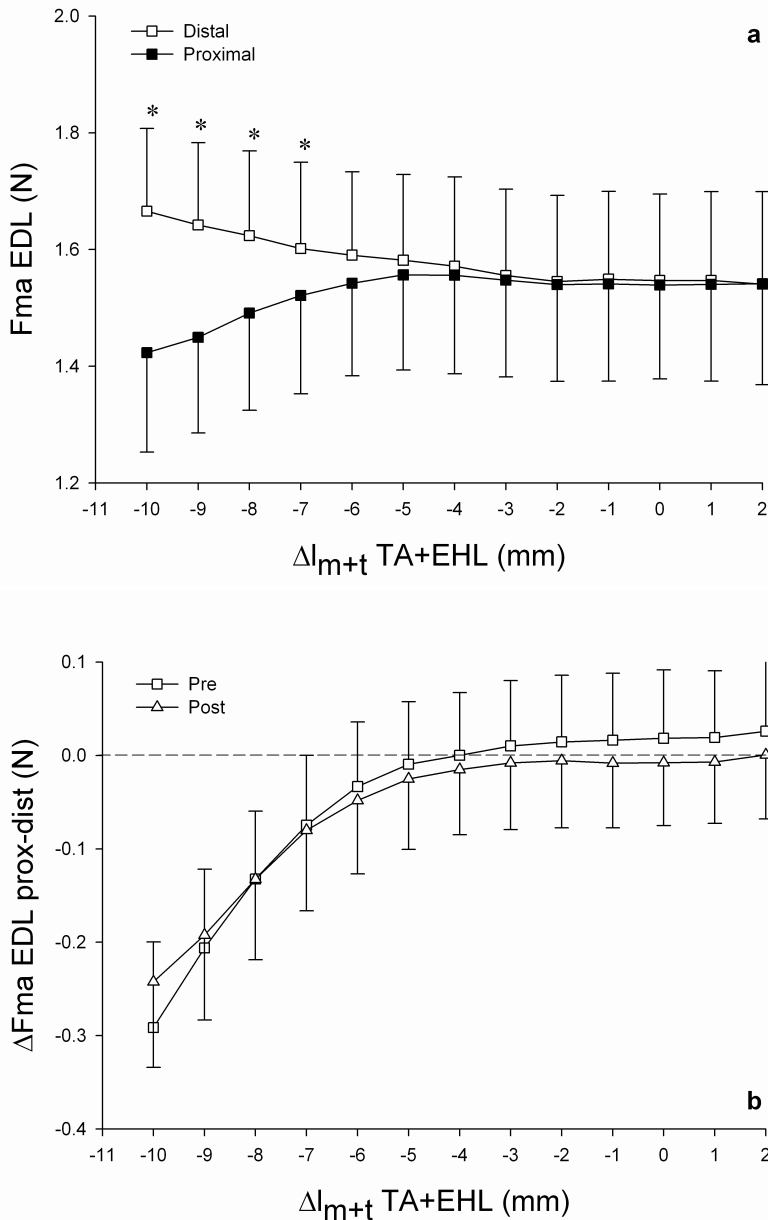 a
Distal
Proximal
* * * *
Fma EDL (N)
2.0
1.8
1.6
1.4
1.2
-11 -10 -9 -8 -7 -6 -5 -4 -3 -2 -1 0 1 2
Δlm+t TA+EHL (mm)
Pre
Post
ΔFma EDL prox-dist (N)
0.1
0.0
-0.1
-0.2
-0.3
-0.4
b
-11 -10 -9 -8 -7 -6 -5 -4 -3 -2 -1 0 1 2
Δlm+t TA+EHL (mm)